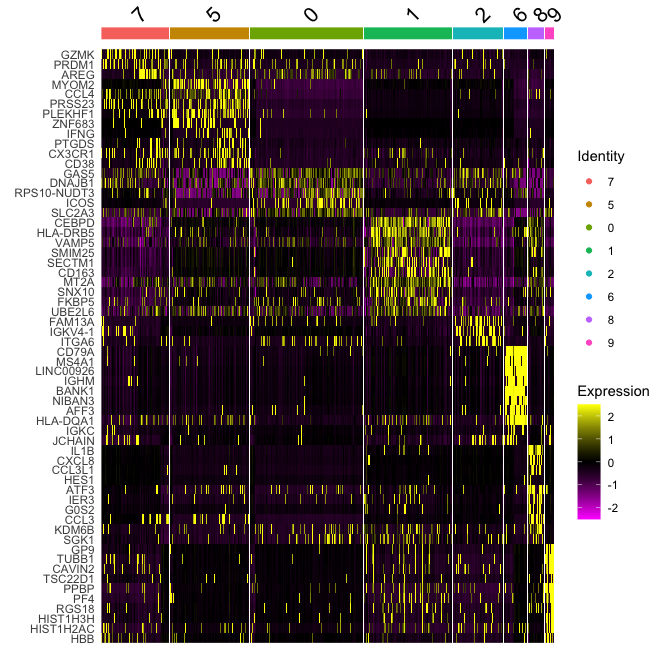 7 5 0 1 2 6 8 9
GZMK
PRDM1
AREG
MYOM2
CCL4
PRSS23
PLEKHF1
ZNF683
IFNG
PTGDS
CX3CR1
CD38
GAS5
DNAJB1
RPS10-NUDT3
ICOS
SLC2A3
CEBPD
HLA-DRB5
VAMP5
SMIM25
SECTM1
CD163
MT2A
SNX10
FKBP5
UBE2L6
FAM13A
IGKV4-1
ITGA6
CD79A
MS4A1
LINC00926
IGHM
BANK1
NIBAN3
AFF3
HLA-DQA1
IGKC
JCHAIN
IL1B
CXCL8
CCL3L1
HES1
ATF3
IER3
G0S2
CCL3
KDM6B
SGK1
GP9
TUBB1
CAVIN2
TSC22D1
PPBP
PF4
RGS18
HIST1H3H
HIST1H2AC
HBB
Identity
7
5
0
1
2
6
8
9
Expression
2
1
0
-1
-2